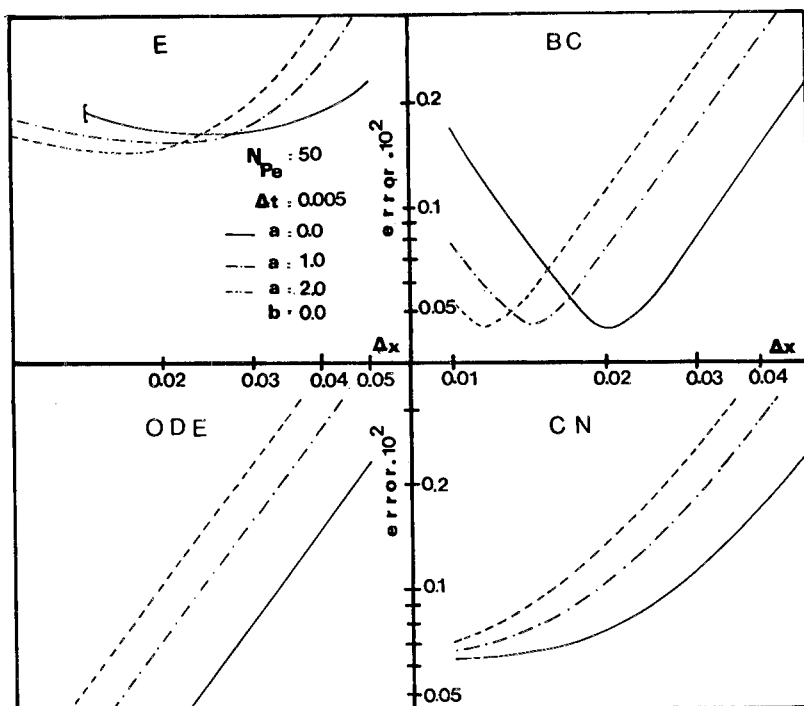 E
N_Pe : 50
Δt : 0.005
a : 0.0
a : 1.0
a : 2.0
b : 0.0
Δx
0.02 0.03 0.04 0.05
BC
error.10²
0.2
0.1
0.05
Δx
0.01 0.02 0.03 0.04
ODE
CN
error.10²
0.2
0.1
0.05